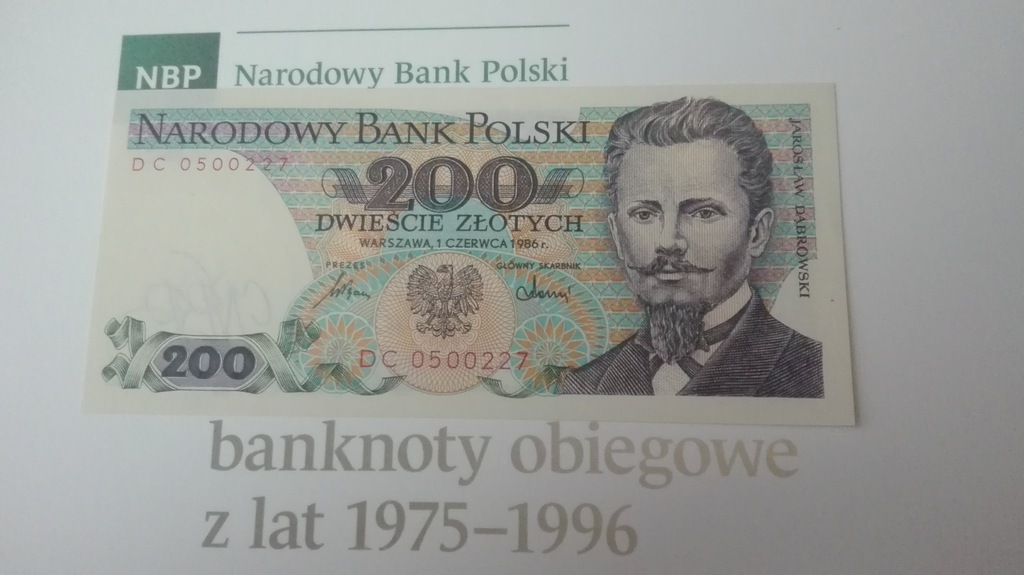 NBP Narodowy Bank Polski
NARODOWY BANK POLSKI
DC 0500227
200
DWIEŚCIE ZŁOTYCH
WARSZAWA, 1 CZERWCA 1986 r.
PREZES GŁÓWNY SKARBNIK
DC 0500227
200
JAROSŁAW DĄBROWSKI
banknoty obiegowe
z lat 1975–1996